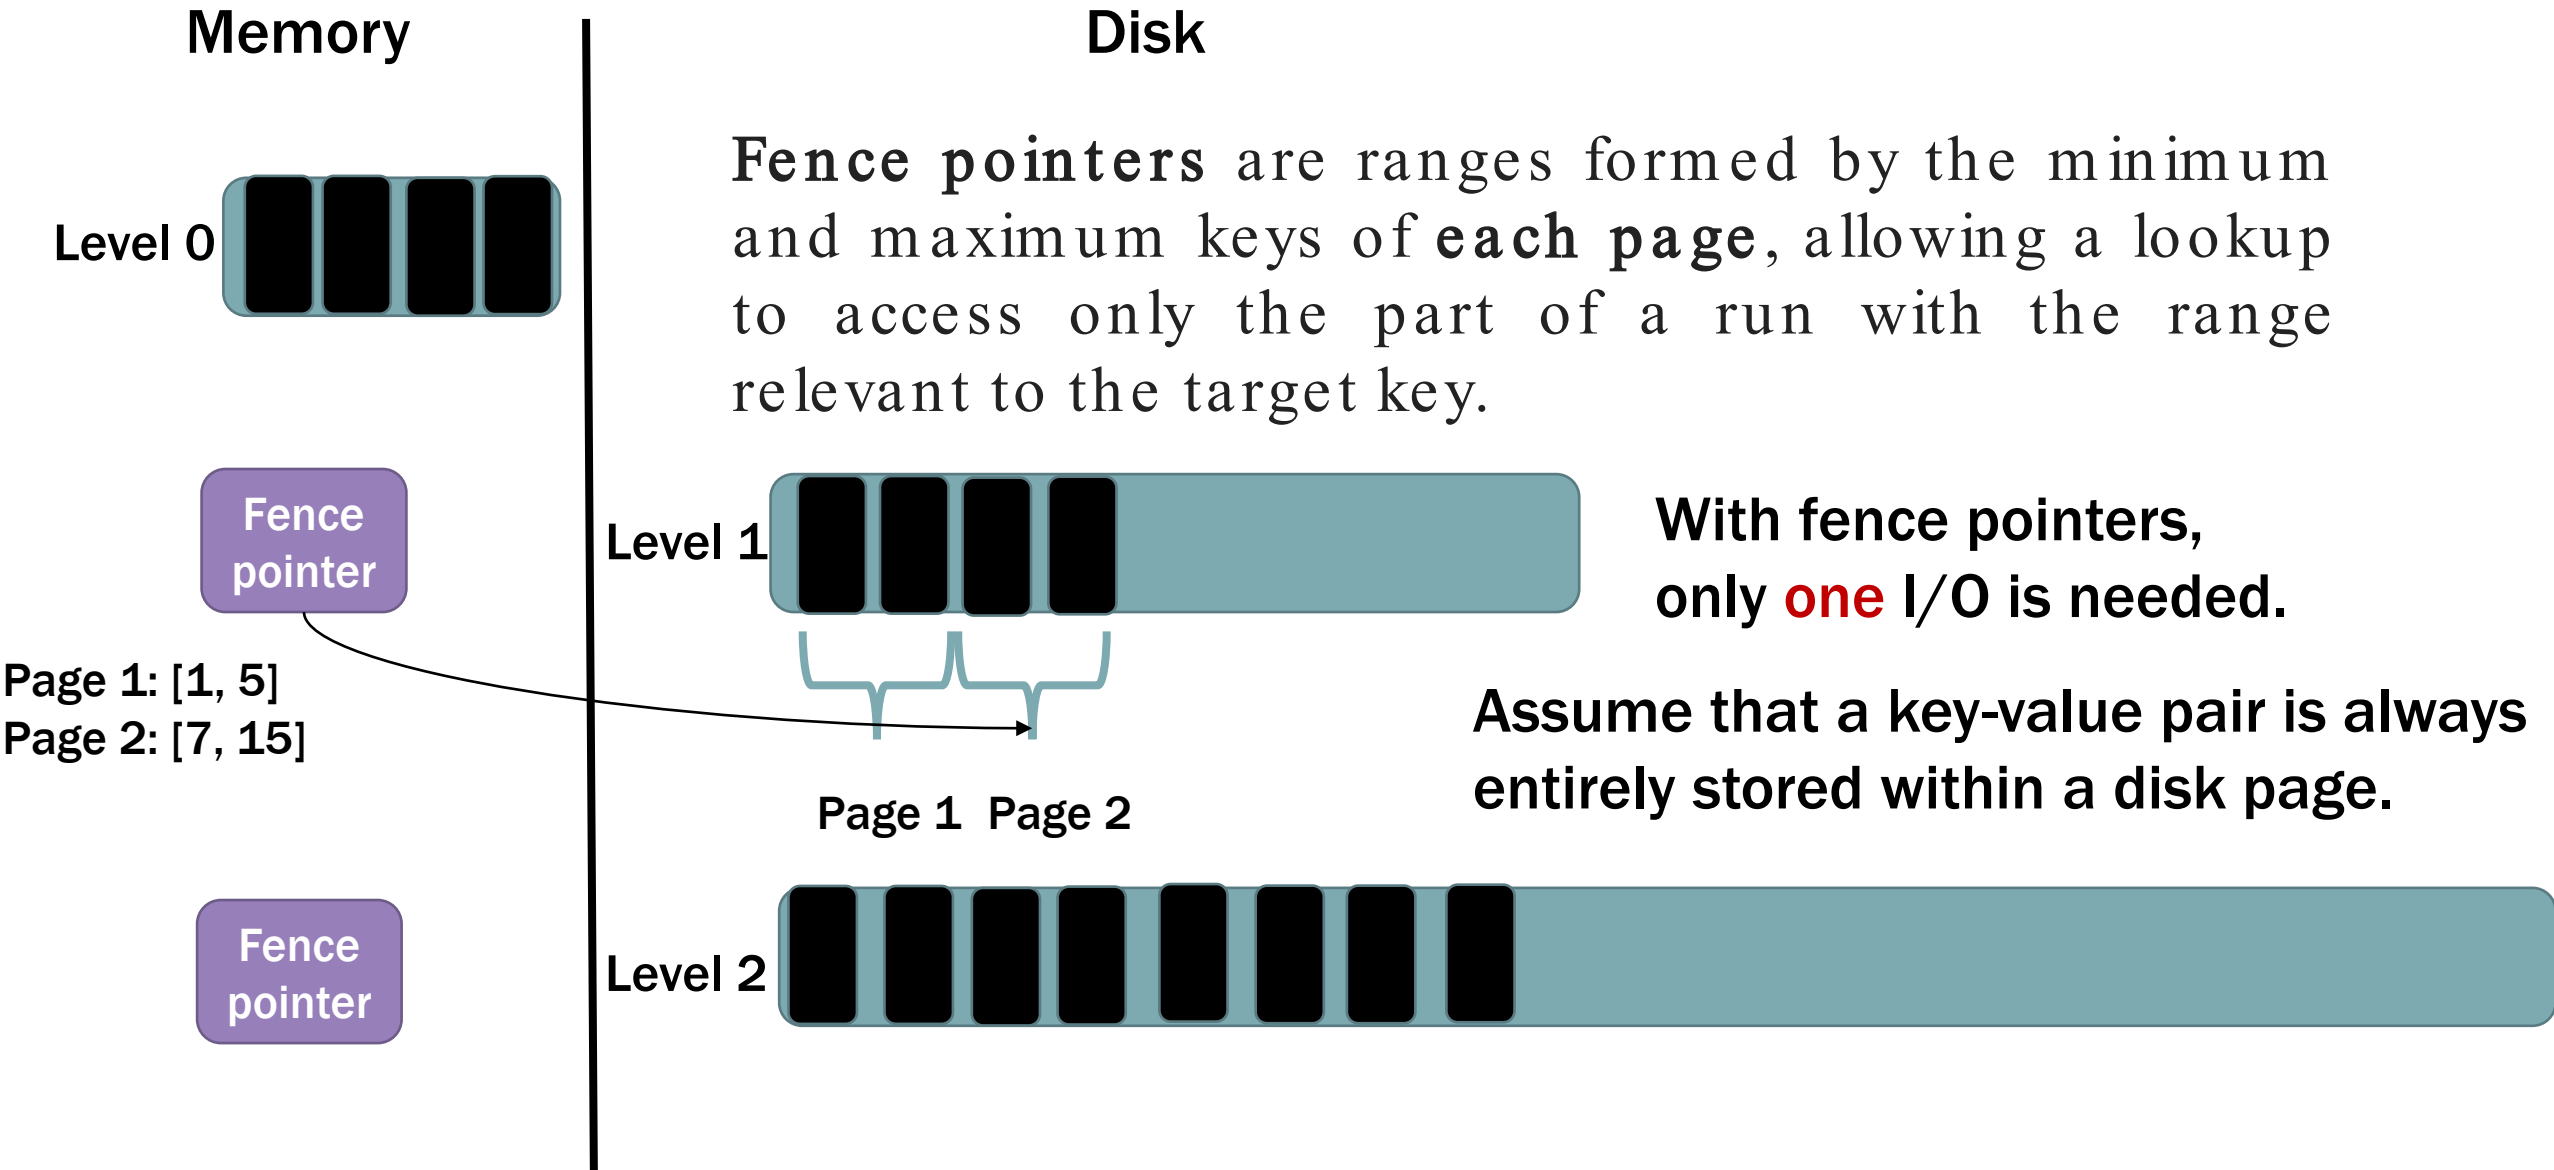 Memory
Disk
Fence pointers are ranges formed by the minimum
and maximum keys of each page, allowing a lookup
to access only the part of a run with the range
relevant to the target key.
Level 0
Fence
pointer
Level 1
With fence pointers,
only one I/O is needed.
Page 1: [1, 5]
Page 2: [7, 15]
Assume that a key-value pair is always
entirely stored within a disk page.
Page 1 Page 2
Fence
pointer
Level 2